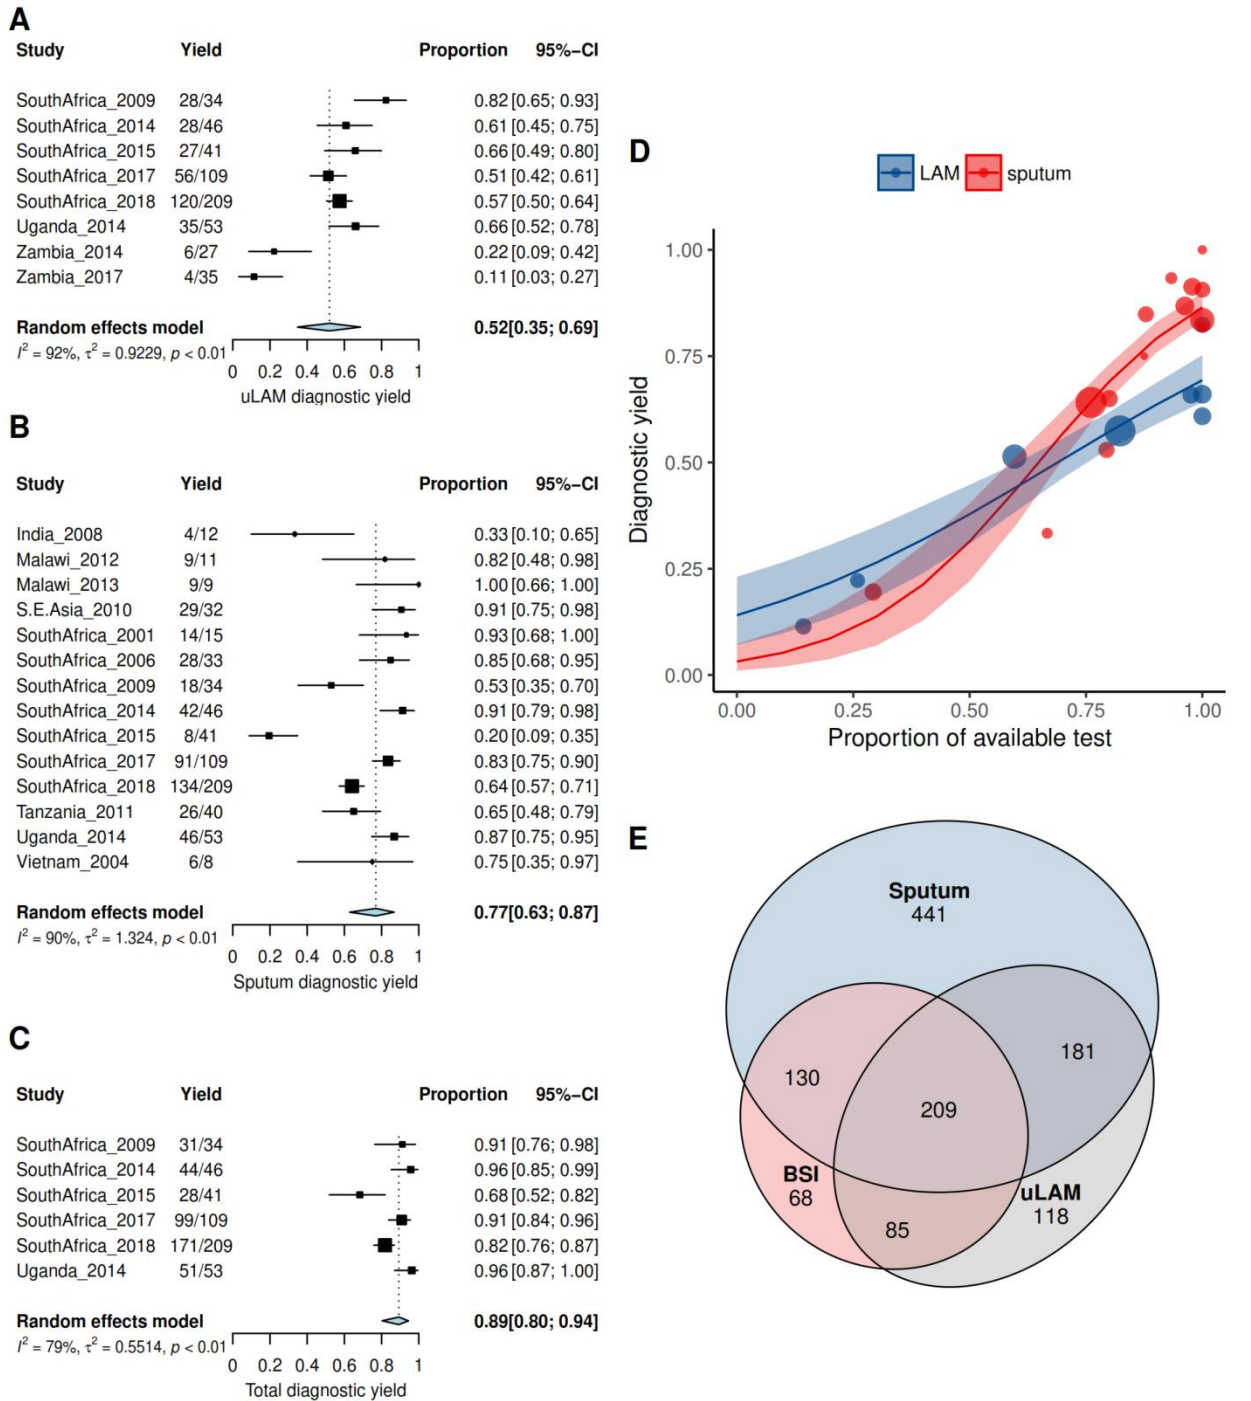 A
Study Yield Proportion 95%−CI
SouthAfrica_2009 28/34 0.82 [0.65; 0.93]
SouthAfrica_2014 28/46 0.61 [0.45; 0.75]
SouthAfrica_2015 27/41 0.66 [0.49; 0.80]
SouthAfrica_2017 56/109 0.51 [0.42; 0.61]
SouthAfrica_2018 120/209 0.57 [0.50; 0.64]
Uganda_2014 35/53 0.66 [0.52; 0.78]
Zambia_2014 6/27 0.22 [0.09; 0.42]
Zambia_2017 4/35 0.11 [0.03; 0.27]
Random effects model 0.52[0.35; 0.69]
I² = 92%, τ² = 0.9229, p < 0.01
0 0.2 0.4 0.6 0.8 1
uLAM diagnostic yield
B
Study Yield Proportion 95%−CI
India_2008 4/12 0.33 [0.10; 0.65]
Malawi_2012 9/11 0.82 [0.48; 0.98]
Malawi_2013 9/9 1.00 [0.66; 1.00]
S.E.Asia_2010 29/32 0.91 [0.75; 0.98]
SouthAfrica_2001 14/15 0.93 [0.68; 1.00]
SouthAfrica_2006 28/33 0.85 [0.68; 0.95]
SouthAfrica_2009 18/34 0.53 [0.35; 0.70]
SouthAfrica_2014 42/46 0.91 [0.79; 0.98]
SouthAfrica_2015 8/41 0.20 [0.09; 0.35]
SouthAfrica_2017 91/109 0.83 [0.75; 0.90]
SouthAfrica_2018 134/209 0.64 [0.57; 0.71]
Tanzania_2011 26/40 0.65 [0.48; 0.79]
Uganda_2014 46/53 0.87 [0.75; 0.95]
Vietnam_2004 6/8 0.75 [0.35; 0.97]
Random effects model 0.77[0.63; 0.87]
I² = 90%, τ² = 1.324, p < 0.01
0 0.2 0.4 0.6 0.8 1
Sputum diagnostic yield
C
Study Yield Proportion 95%−CI
SouthAfrica_2009 31/34 0.91 [0.76; 0.98]
SouthAfrica_2014 44/46 0.96 [0.85; 0.99]
SouthAfrica_2015 28/41 0.68 [0.52; 0.82]
SouthAfrica_2017 99/109 0.91 [0.84; 0.96]
SouthAfrica_2018 171/209 0.82 [0.76; 0.87]
Uganda_2014 51/53 0.96 [0.87; 1.00]
Random effects model 0.89[0.80; 0.94]
I² = 79%, τ² = 0.5514, p < 0.01
0 0.2 0.4 0.6 0.8 1
Total diagnostic yield
D
LAM sputum
1.00
0.75
0.50
0.25
0.00
Diagnostic yield
0.00 0.25 0.50 0.75 1.00
Proportion of available test
E
Sputum
441
181
130
209
BSI
68
uLAM
118
85